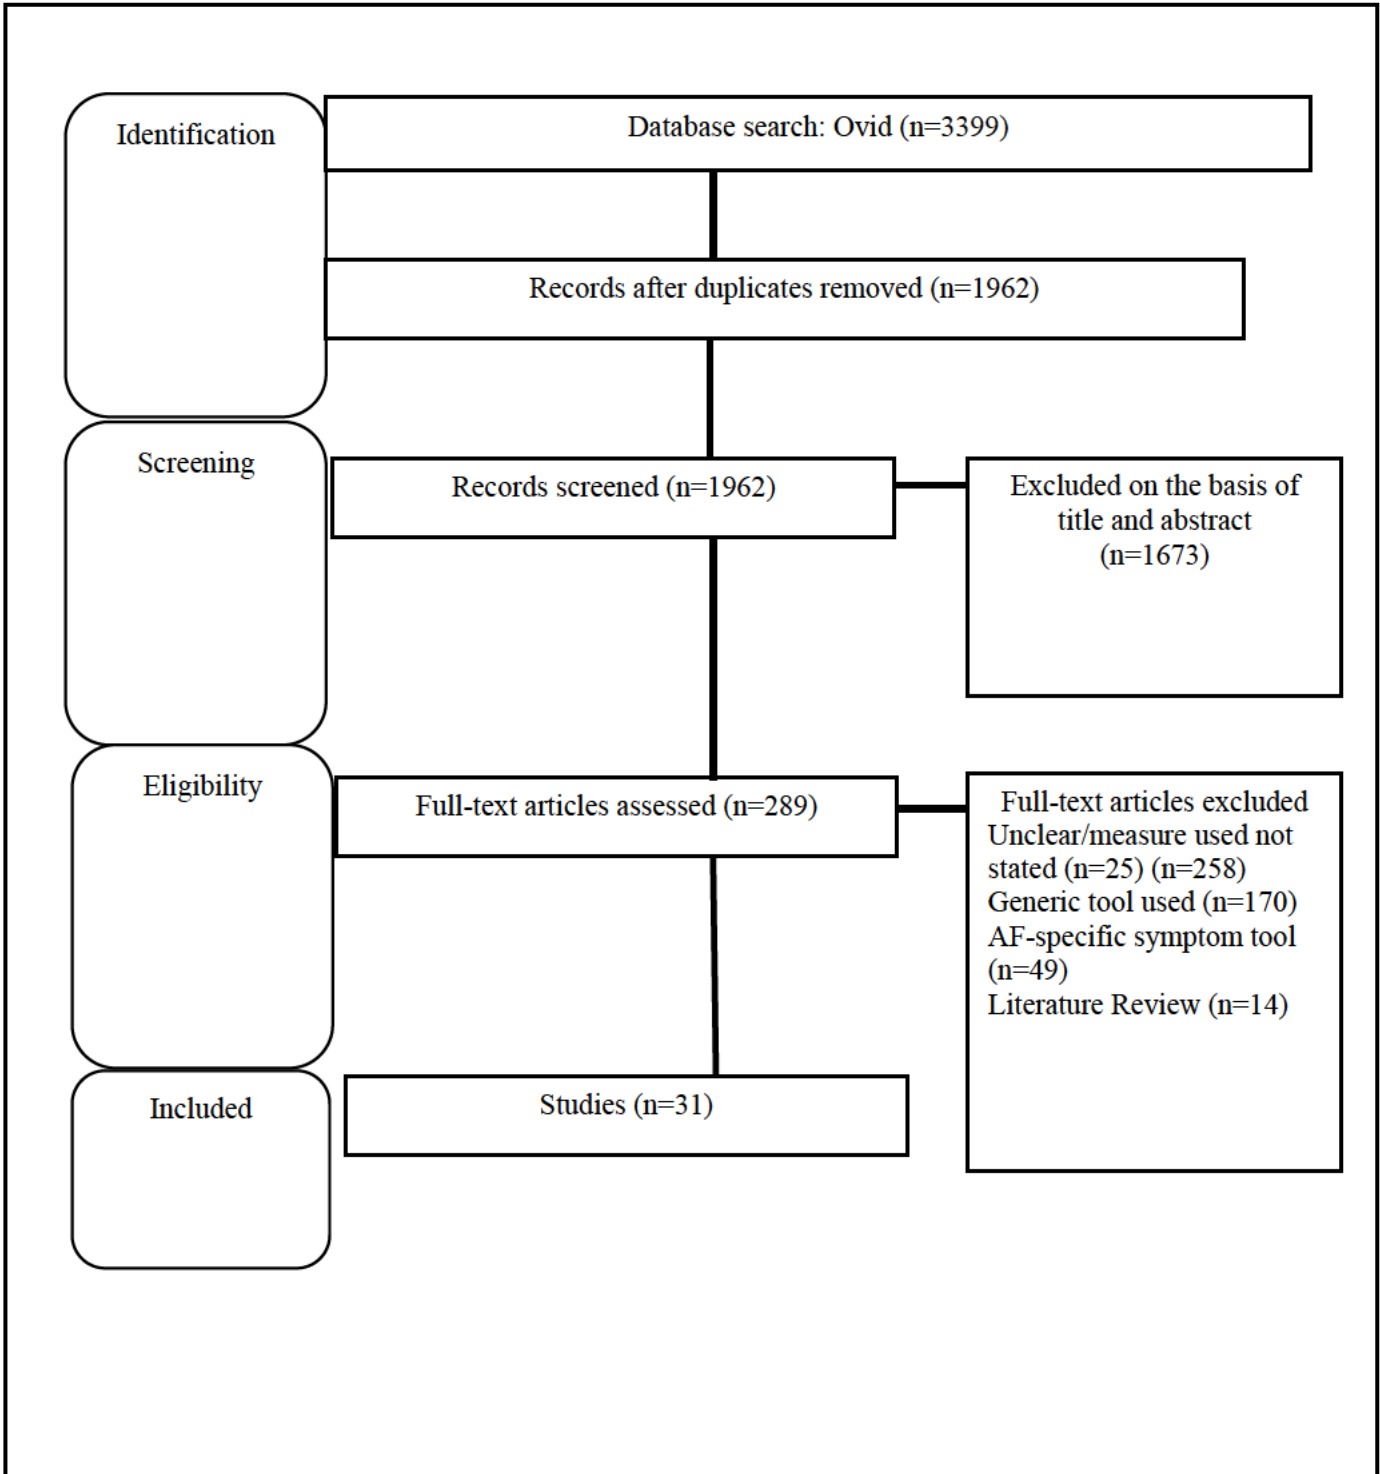 Identification
Database search: Ovid (n=3399)
Records after duplicates removed (n=1962)
Screening
Records screened (n=1962)
Excluded on the basis of
title and abstract
(n=1673)
Eligibility
Full-text articles assessed (n=289)
Full-text articles excluded
Unclear/measure used not
stated (n=25) (n=258)
Generic tool used (n=170)
AF-specific symptom tool
(n=49)
Literature Review (n=14)
Included
Studies (n=31)